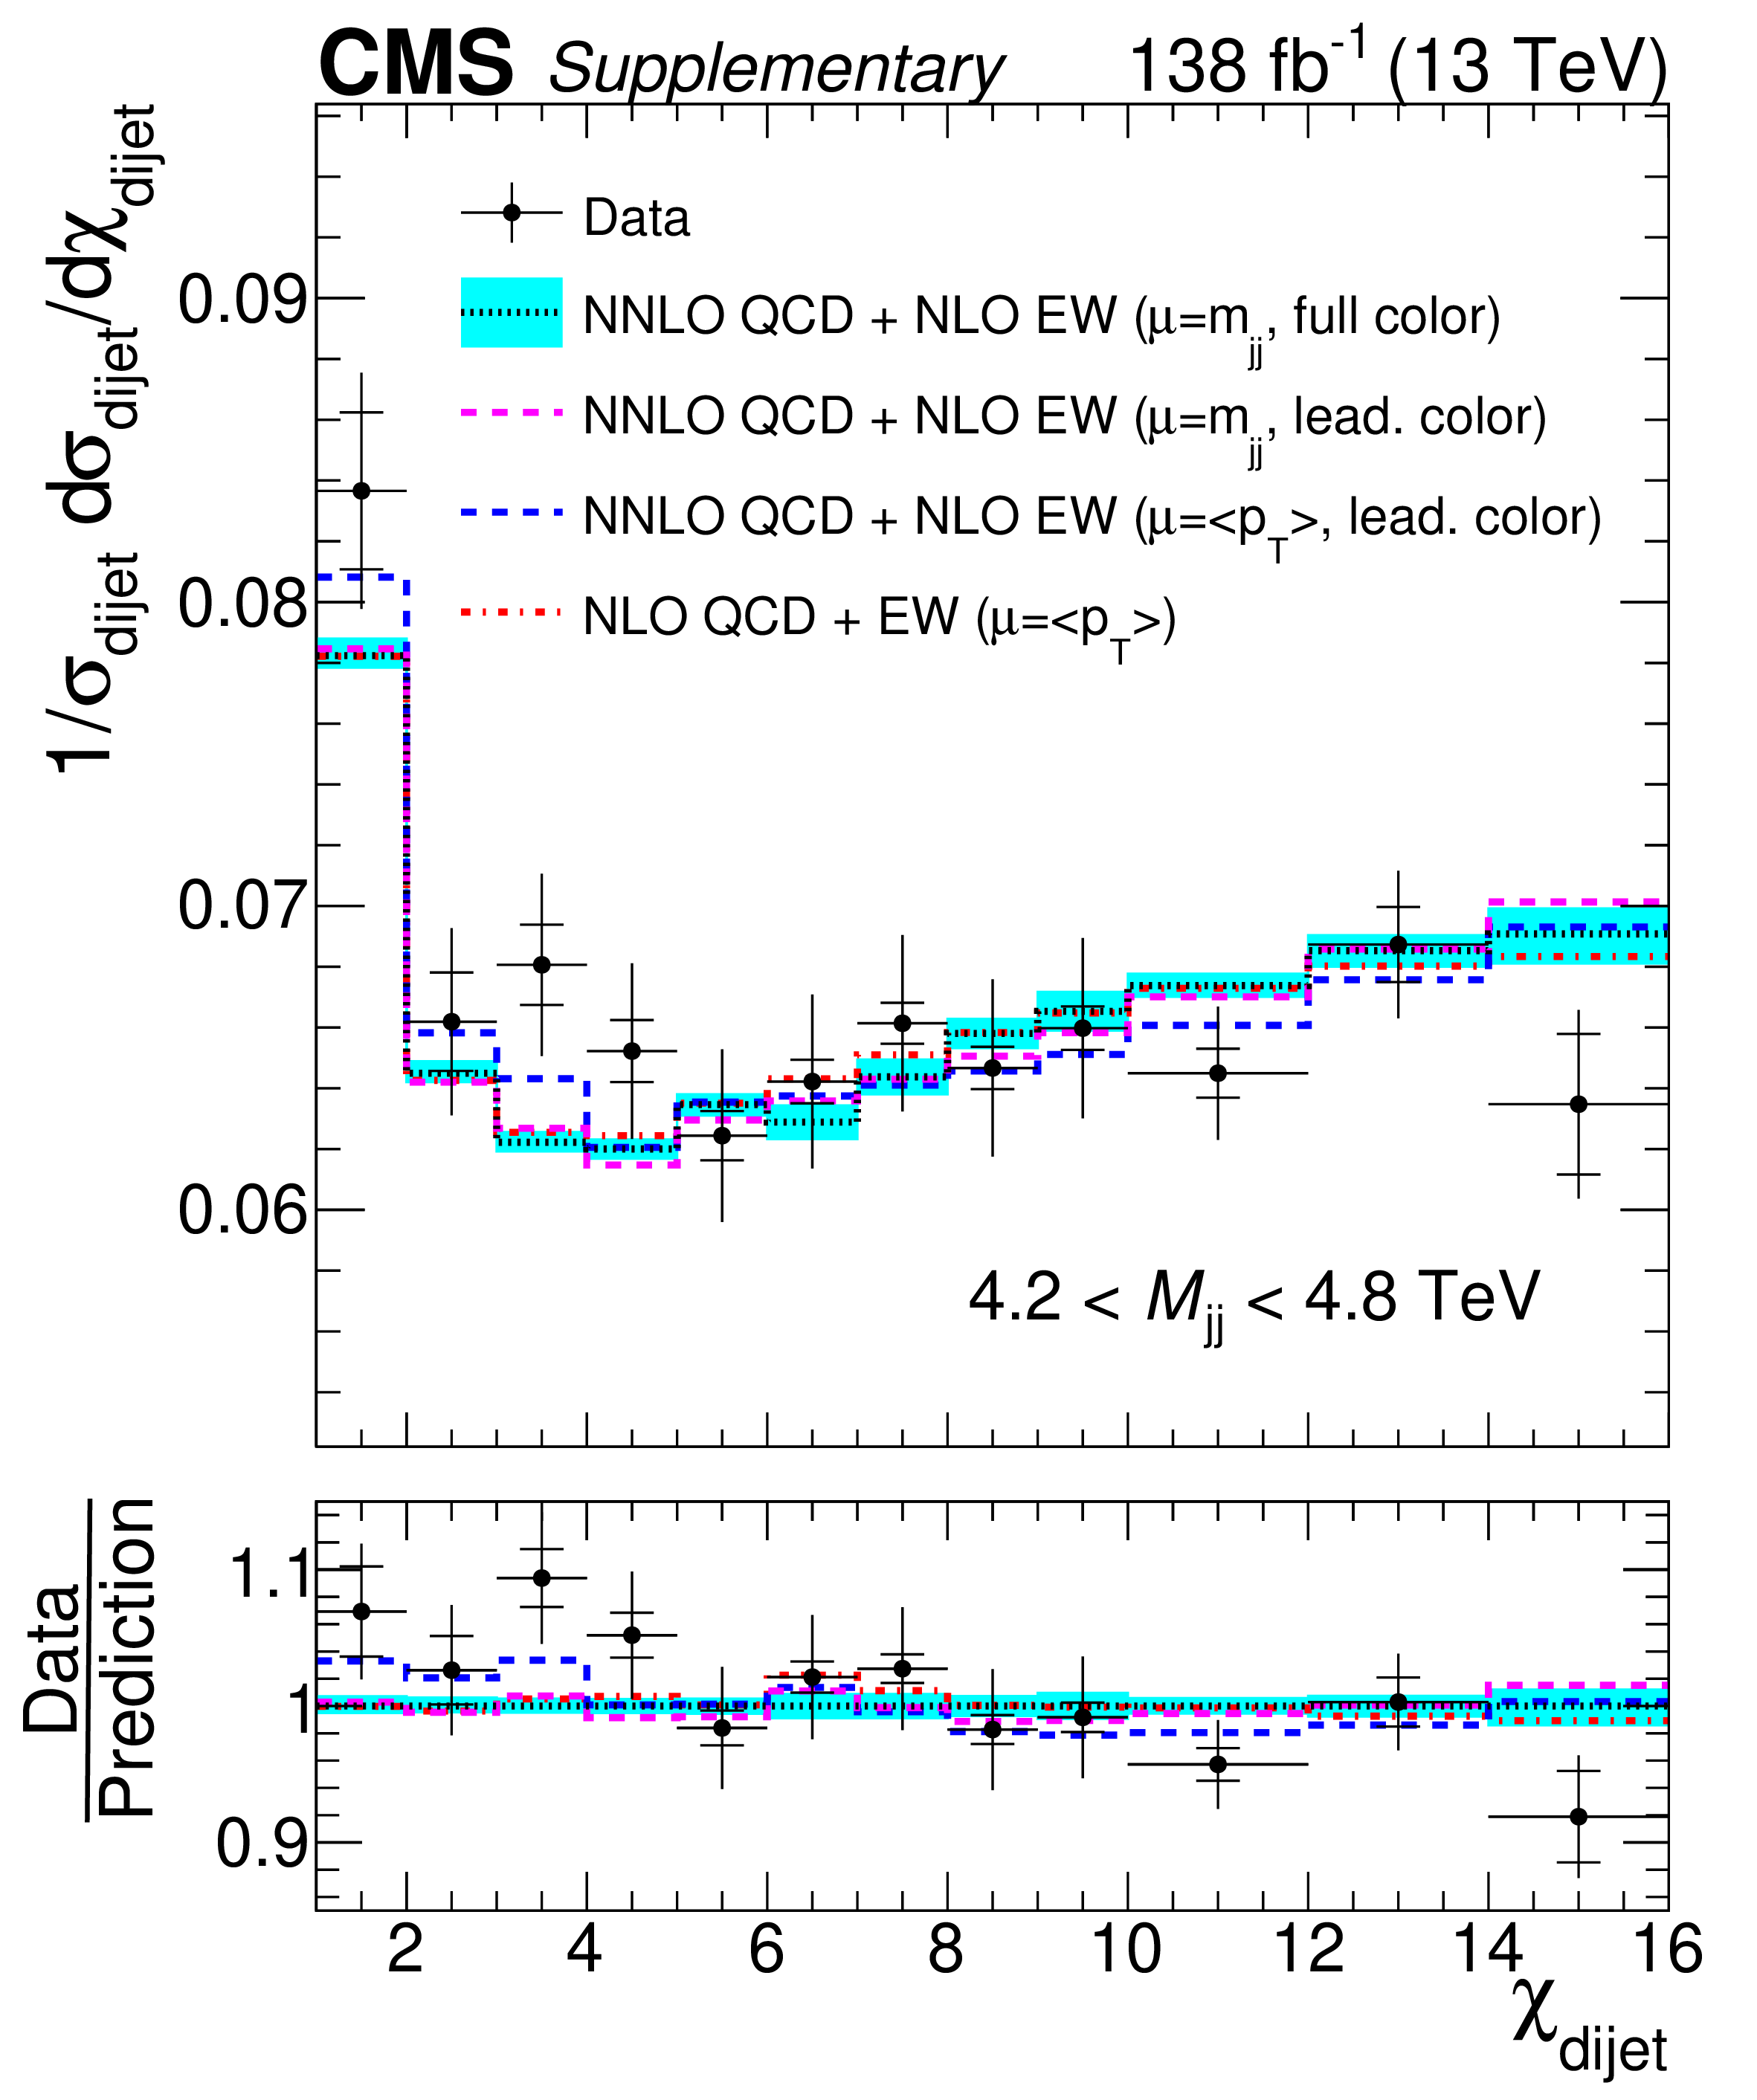 CMS Supplementary 138 fb-1 (13 TeV)
1/σdijet dσdijet/dχdijet
Data
NNLO QCD + NLO EW (μ=mjj, full color)
NNLO QCD + NLO EW (μ=mjj, lead. color)
NNLO QCD + NLO EW (μ=<pT>, lead. color)
NLO QCD + EW (μ=<pT>)
0.09
0.08
0.07
0.06
4.2 < Mjj < 4.8 TeV
Data
Prediction
1.1
1
0.9
2 4 6 8 10 12 14 16
χdijet